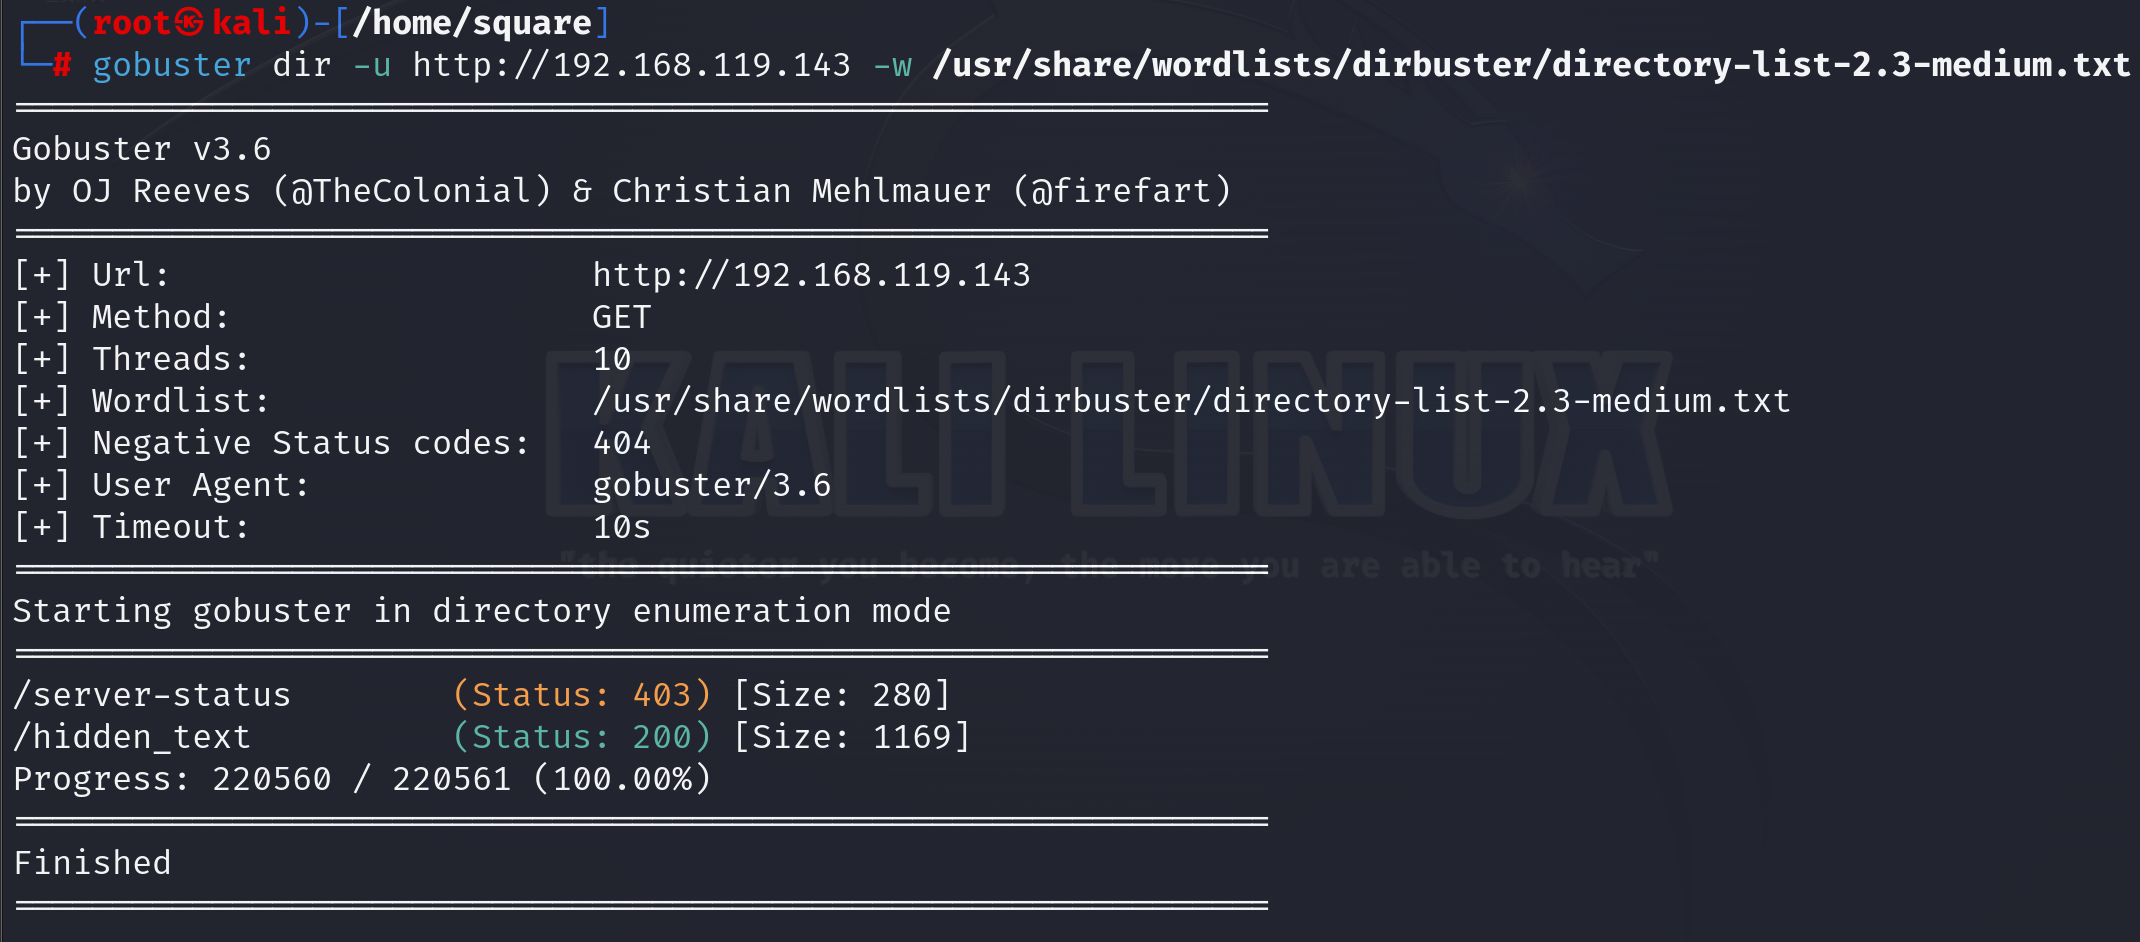 ┌──(root㉿kali)-[/home/square]
└─# gobuster dir -u http://192.168.119.143 -w /usr/share/wordlists/dirbuster/directory-list-2.3-medium.txt
===============================================================
Gobuster v3.6
by OJ Reeves (@TheColonial) & Christian Mehlmauer (@firefart)
===============================================================
[+] Url:                     http://192.168.119.143
[+] Method:                  GET
[+] Threads:                 10
[+] Wordlist:                /usr/share/wordlists/dirbuster/directory-list-2.3-medium.txt
[+] Negative Status codes:   404
[+] User Agent:              gobuster/3.6
[+] Timeout:                 10s
KALI LINUX
"the quieter you become, the more you are able to hear"
===============================================================
Starting gobuster in directory enumeration mode
===============================================================
/server-status        (Status: 403) [Size: 280]
/hidden_text          (Status: 200) [Size: 1169]
Progress: 220560 / 220561 (100.00%)
===============================================================
Finished
===============================================================